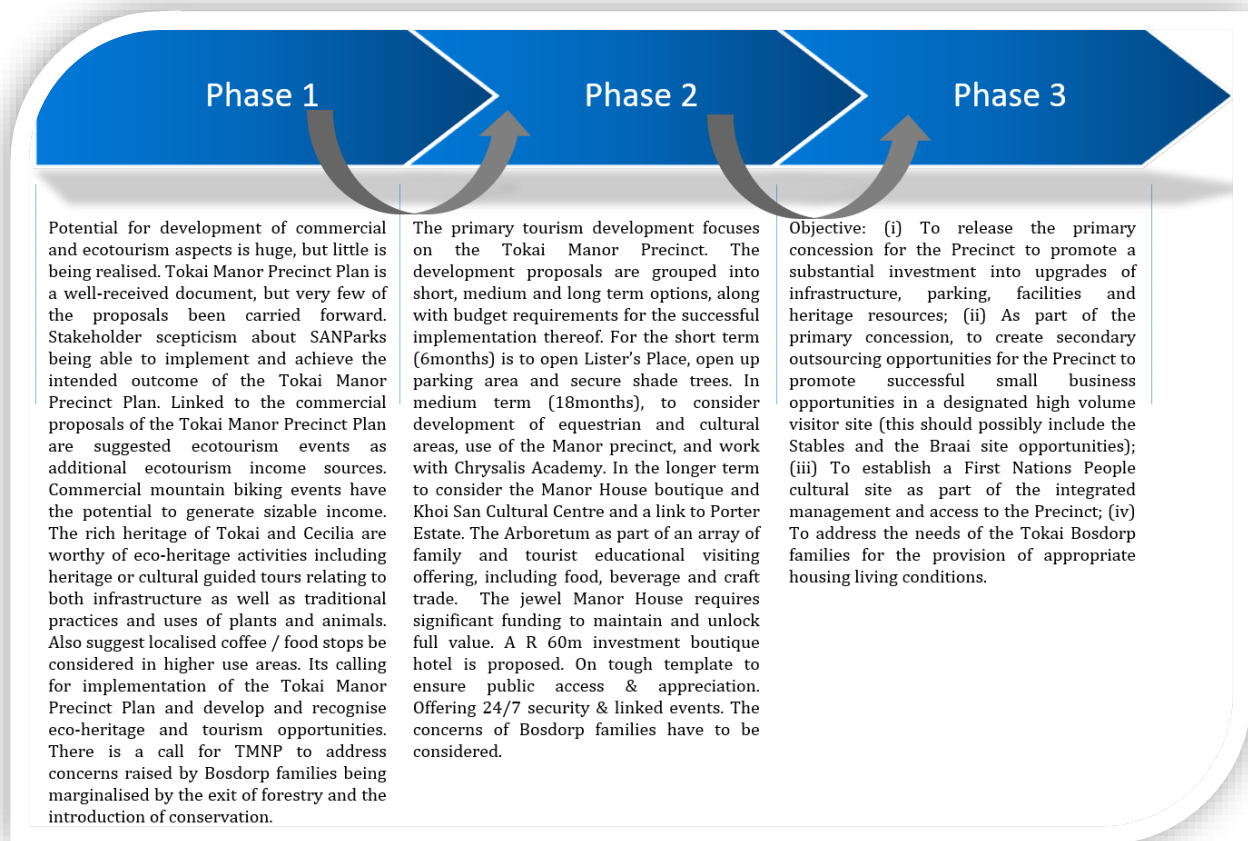 Phase 1
Phase 2
Phase 3
Potential for development of commercial
and ecotourism aspects is huge, but little is
being realised. Tokai Manor Precinct Plan is
a well-received document, but very few of
the proposals been carried forward.
Stakeholder scepticism about SANParks
being able to implement and achieve the
intended outcome of the Tokai Manor
Precinct Plan. Linked to the commercial
proposals of the Tokai Manor Precinct Plan
are suggested ecotourism events as
additional ecotourism income sources.
Commercial mountain biking events have
the potential to generate sizable income.
The rich heritage of Tokai and Cecilia are
worthy of eco-heritage activities including
heritage or cultural guided tours relating to
both infrastructure as well as traditional
practices and uses of plants and animals.
Also suggest localised coffee / food stops be
considered in higher use areas. Its calling
for implementation of the Tokai Manor
Precinct Plan and develop and recognise
eco-heritage and tourism opportunities.
There is a call for TMNP to address
concerns raised by Bosdorp families being
marginalised by the exit of forestry and the
introduction of conservation.
The primary tourism development focuses
on the Tokai Manor Precinct. The
development proposals are grouped into
short, medium and long term options, along
with budget requirements for the successful
implementation thereof. For the short term
(6months) is to open Lister's Place, open up
parking area and secure shade trees. In
medium term (18months), to consider
development of equestrian and cultural
areas, use of the Manor precinct, and work
with Chrysalis Academy. In the longer term
to consider the Manor House boutique and
Khoi San Cultural Centre and a link to Porter
Estate. The Arboretum as part of an array of
family and tourist educational visiting
offering, including food, beverage and craft
trade. The jewel Manor House requires
significant funding to maintain and unlock
full value. A R 60m investment boutique
hotel is proposed. On tough template to
ensure public access & appreciation.
Offering 24/7 security & linked events. The
concerns of Bosdorp families have to be
considered.
Objective: (i) To release the primary
concession for the Precinct to promote a
substantial investment into upgrades of
infrastructure, parking, facilities and
heritage resources; (ii) As part of the
primary concession, to create secondary
outsourcing opportunities for the Precinct to
promote successful small business
opportunities in a designated high volume
visitor site (this should possibly include the
Stables and the Braai site opportunities);
(iii) To establish a First Nations People
cultural site as part of the integrated
management and access to the Precinct; (iv)
To address the needs of the Tokai Bosdorp
families for the provision of appropriate
housing living conditions.